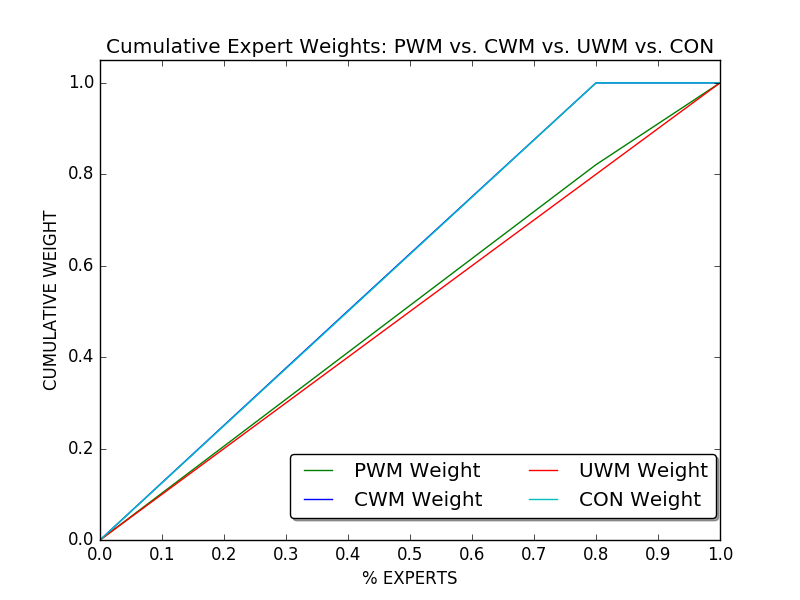 Cumulative Expert Weights: PWM vs. CWM vs. UWM vs. CON
1.0
0.8
0.6
0.4
0.2
0.0
CUMULATIVE WEIGHT
PWM Weight UWM Weight
CWM Weight CON Weight
0.0 0.1 0.2 0.3 0.4 0.5 0.6 0.7 0.8 0.9 1.0
% EXPERTS